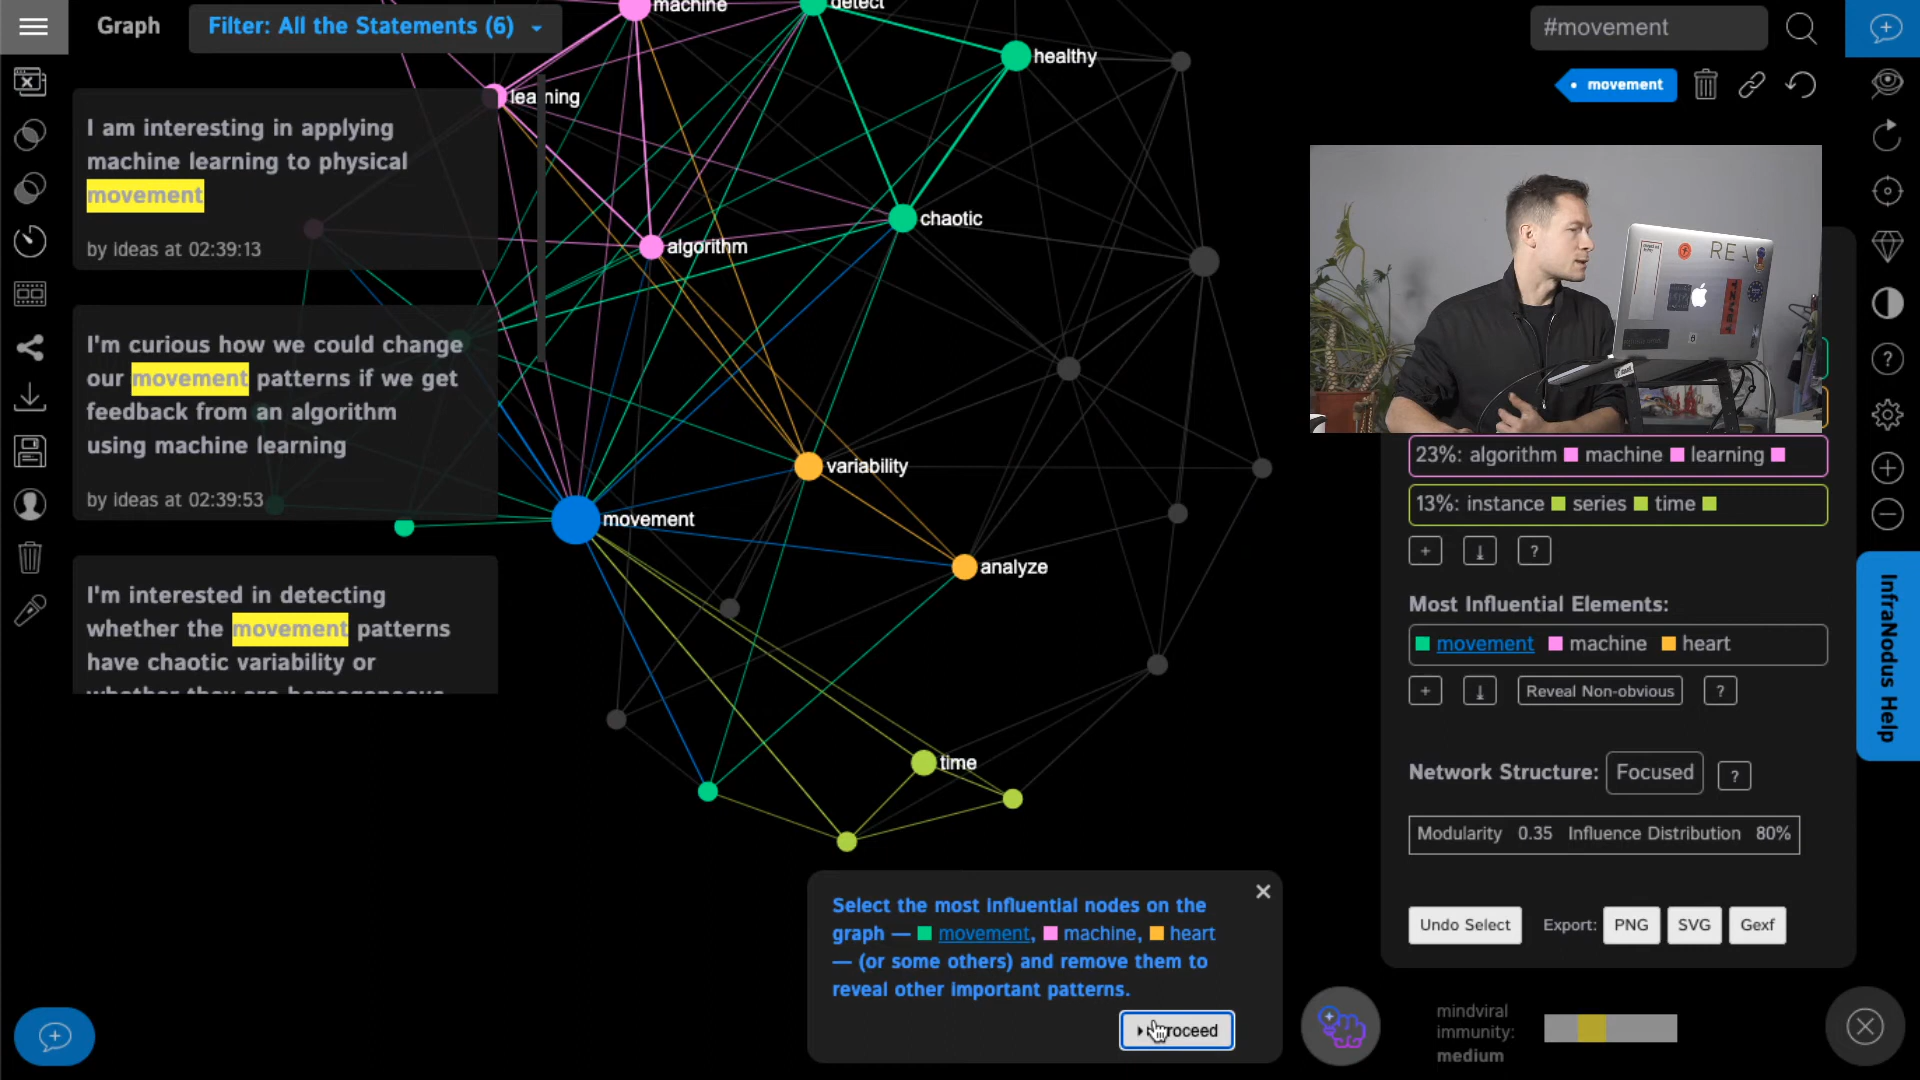 Graph
Filter: All the Statements (6)
#movement
machine
detect
healthy
learning
movement
I am interesting in applying
machine learning to physical
movement
by ideas at 02:39:13
chaotic
algorithm
I'm curious how we could change
our movement patterns if we get
feedback from an algorithm
using machine learning
by ideas at 02:39:53
variability
movement
analyze
I'm interested in detecting
whether the movement patterns
have chaotic variability or
time
23%: algorithm machine learning
13%: instance series time
+ ?
Most Influential Elements:
movement machine heart
+ Reveal Non-obvious ?
Network Structure: Focused ?
Modularity 0.35 Influence Distribution 80%
Undo Select Export: PNG SVG Gexf
InfraNodus Help
Select the most influential nodes on the
graph — movement, machine, heart
— (or some others) and remove them to
reveal other important patterns.
mindviral
immunity:
medium